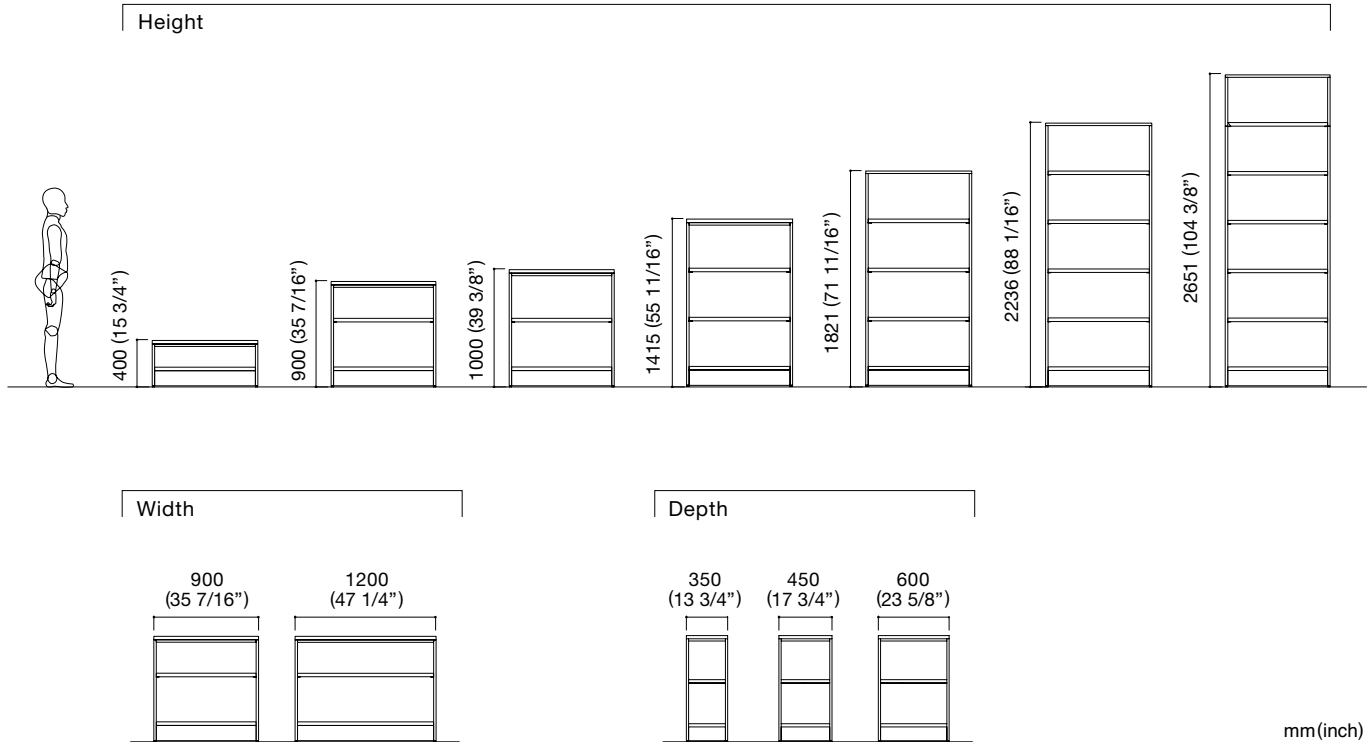 Height
400 (15 3/4”)
900 (35 7/16”)
1000 (39 3/8”)
1415 (55 11/16”)
1821 (71 11/16”)
2236 (88 1/16”)
2651 (104 3/8”)
Width
900
(35 7/16”)
1200
(47 1/4”)
Depth
350
(13 3/4”)
450
(17 3/4”)
600
(23 5/8”)
mm(inch)